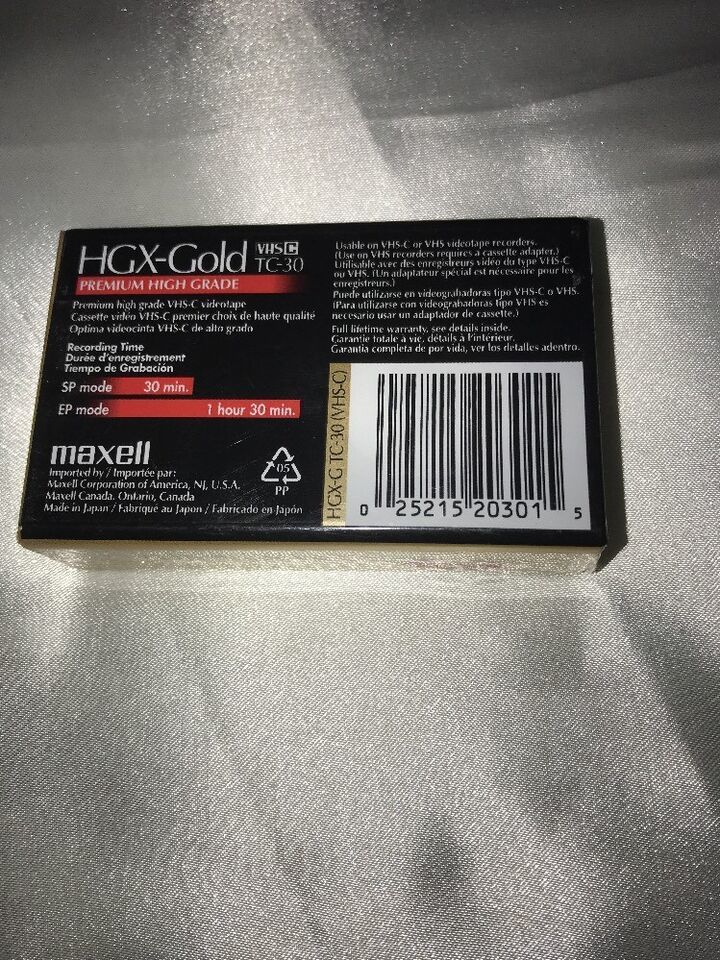 HGX-Gold VHS C TC-30
PREMIUM HIGH GRADE
Premium high grade VHS-C videotape
Cassette vidéo VHS-C premier choix de haute qualité
Optima videocinta VHS-C de alto grado
Recording Time
Durée d'enregistrement
Tiempo de Grabación
SP mode 30 min.
EP mode 1 hour 30 min.
maxell
Imported by / Importée par:
Maxell Corporation of America, NJ, U.S.A.
Maxell Canada. Ontario, Canada
Made in Japan / Fabriqué au Japon / Fabricado en Japón
05
PP
Usable on VHS-C or VHS videotape recorders.
(Use on VHS recorders requires a cassette adapter.)
Utilisable avec des enregistreurs vidéo du type VHS-C
ou VHS. (Un adaptateur spécial est nécessaire pour les
enregistreurs.)
Puede utilizarse en videograbadoras tipo VHS-C o VHS.
(Para utilizarse con videograbadoras tipo VHS es
necesario usar un adaptador de cassette.)
Full lifetime warranty, see details inside.
Garantie totale à vie, détails à l'intérieur.
Garantía completa de por vida, ver los detalles adentro.
HGX-G TC-30 (VHS-C)
0 25215 20301 5